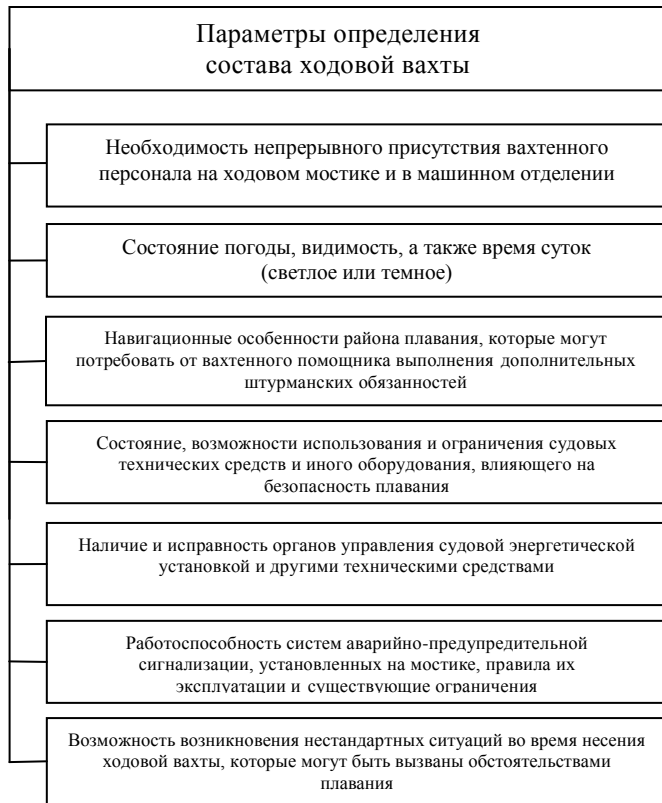 Параметры определения
состава ходовой вахты
Необходимость непрерывного присутствия вахтенного
персонала на ходовом мостике и в машинном отделении
Состояние погоды, видимость, а также время суток
(светлое или темное)
Навигационные особенности района плавания, которые могут
потребовать от вахтенного помощника выполнения дополнительных
штурманских обязанностей
Состояние, возможности использования и ограничения судовых
технических средств и иного оборудования, влияющего на
безопасность плавания
Наличие и исправность органов управления судовой энергетической
установкой и другими техническими средствами
Работоспособность систем аварийно-предупредительной
сигнализации, установленных на мостике, правила их
эксплуатации и существующие ограничения
Возможность возникновения нестандартных ситуаций во время несения
ходовой вахты, которые могут быть вызваны обстоятельствами
плавания